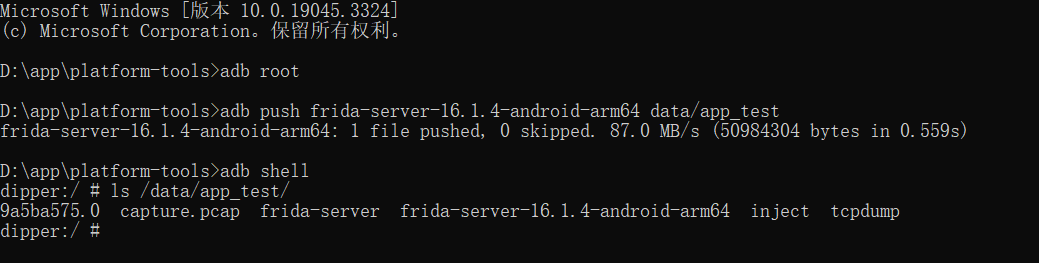 Microsoft Windows [版本 10.0.19045.3324]
(c) Microsoft Corporation。保留所有权利。
D:\app\platform-tools>adb root
D:\app\platform-tools>adb push frida-server-16.1.4-android-arm64 data/app_test
frida-server-16.1.4-android-arm64: 1 file pushed, 0 skipped. 87.0 MB/s (50984304 bytes in 0.559s)
D:\app\platform-tools>adb shell
dipper:/ # ls /data/app_test/
9a5ba575.0  capture.pcap  frida-server  frida-server-16.1.4-android-arm64  inject  tcpdump
dipper:/ #